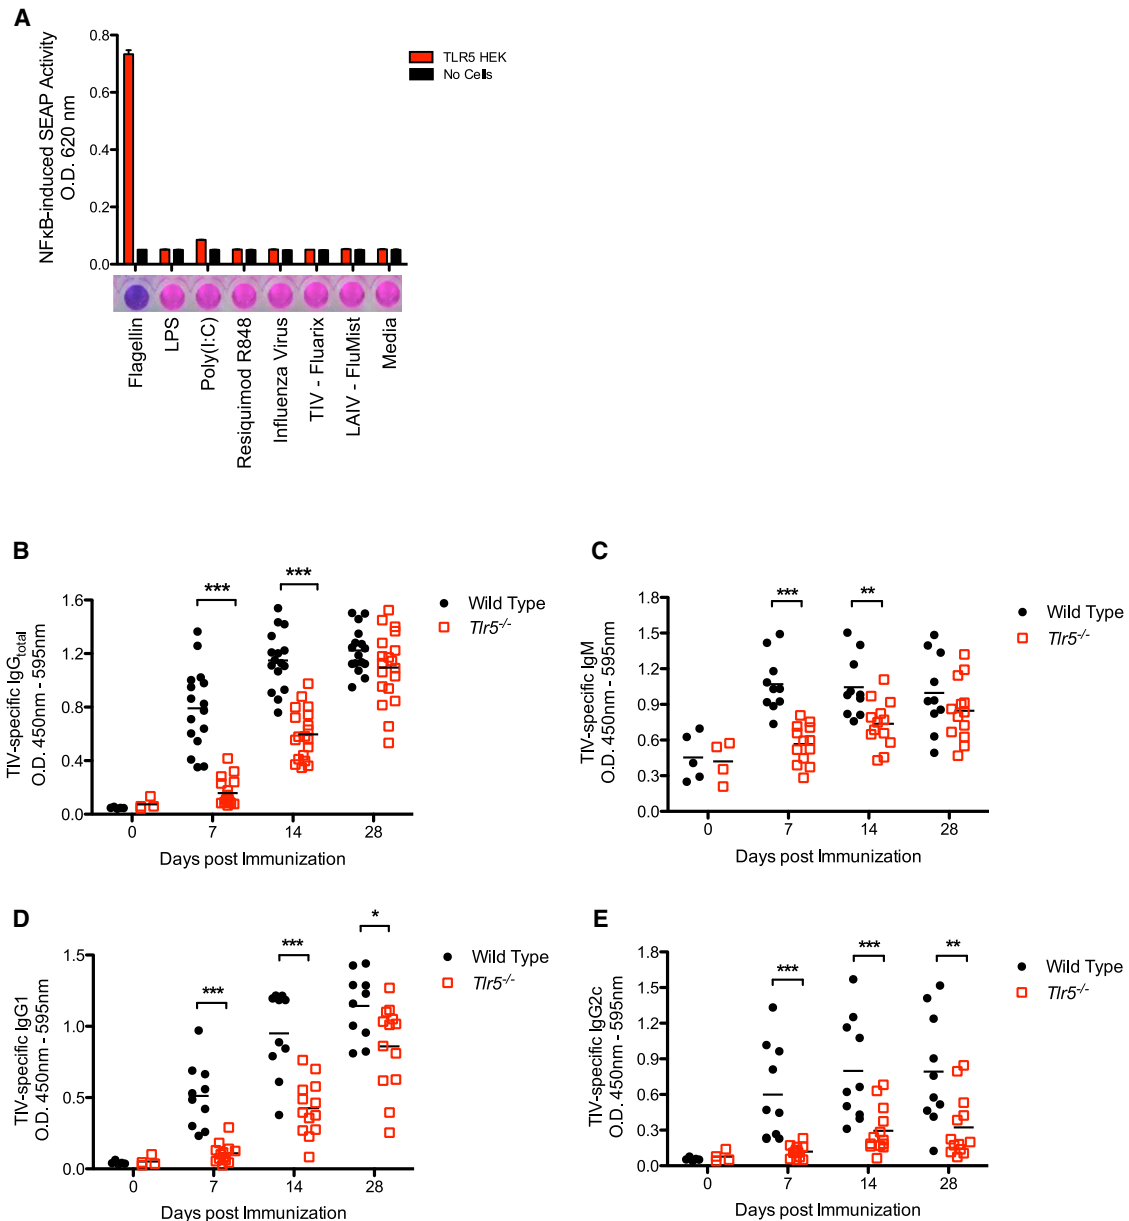 A
NFκB-induced SEAP Activity
O.D. 620 nm
0.8
0.6
0.4
0.2
0.0
TLR5 HEK
No Cells
Flagellin
LPS
Poly(I:C)
Resiquimod R848
Influenza Virus
TIV - Fluarix
LAIV - FluMist
Media
B
TIV-specific IgGtotal
O.D. 450nm - 595nm
1.6
1.2
0.8
0.4
0.0
*** ***
Wild Type
Tlr5-/-
0 7 14 28
Days post Immunization
C
TIV-specific IgM
O.D. 450nm - 595nm
1.8
1.5
1.2
0.9
0.6
0.3
0.0
*** **
Wild Type
Tlr5-/-
0 7 14 28
Days post Immunization
D
TIV-specific IgG1
O.D. 450nm - 595nm
1.5
1.0
0.5
0.0
*** *** *
Wild Type
Tlr5-/-
0 7 14 28
Days post Immunization
E
TIV-specific IgG2c
O.D. 450nm - 595nm
1.8
1.5
1.2
0.9
0.6
0.3
0.0
*** *** **
Wild Type
Tlr5-/-
0 7 14 28
Days post Immunization